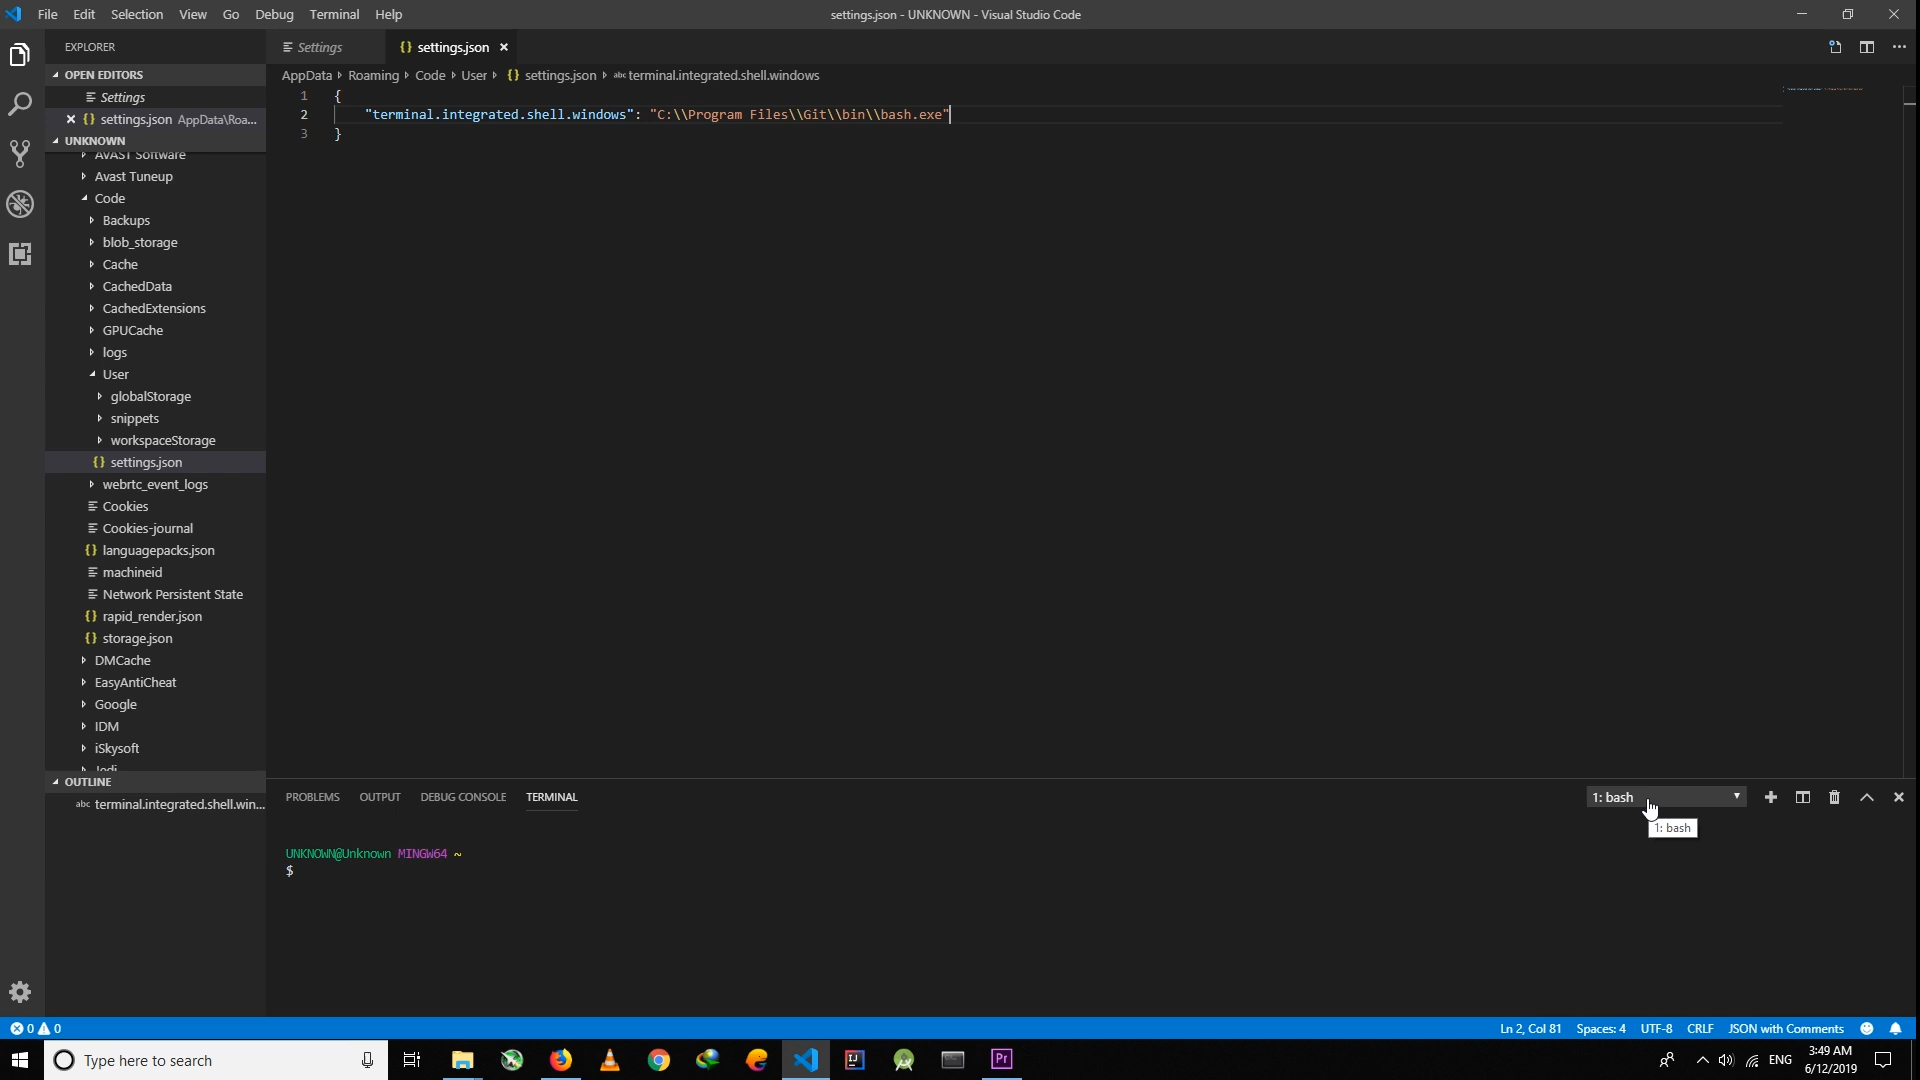 File Edit Selection View Go Debug Terminal Help
settings.json - UNKNOWN - Visual Studio Code
EXPLORER
OPEN EDITORS
Settings
settings.json AppData\Roa...
UNKNOWN
AVAST Software
Avast Tuneup
Code
Backups
blob_storage
Cache
CachedData
CachedExtensions
GPUCache
logs
User
globalStorage
snippets
workspaceStorage
settings.json
webrtc_event_logs
Cookies
Cookies-journal
languagepacks.json
machineid
Network Persistent State
rapid_render.json
storage.json
DMCache
EasyAntiCheat
Google
IDM
iSkysoft
Jedi
OUTLINE
abc terminal.integrated.shell.win...
Settings
{} settings.json
AppData Roaming Code User {} settings.json abc terminal.integrated.shell.windows
1 {
2 "terminal.integrated.shell.windows": "C:\\Program Files\\Git\\bin\\bash.exe"
3 }
PROBLEMS OUTPUT DEBUG CONSOLE TERMINAL
1: bash
1: bash
UNKNOWN@Unknown MINGW64 ~
$
0 0
Ln 2, Col 81 Spaces: 4 UTF-8 CRLF JSON with Comments
Type here to search
IJ
Pr
ENG
3:49 AM
6/12/2019